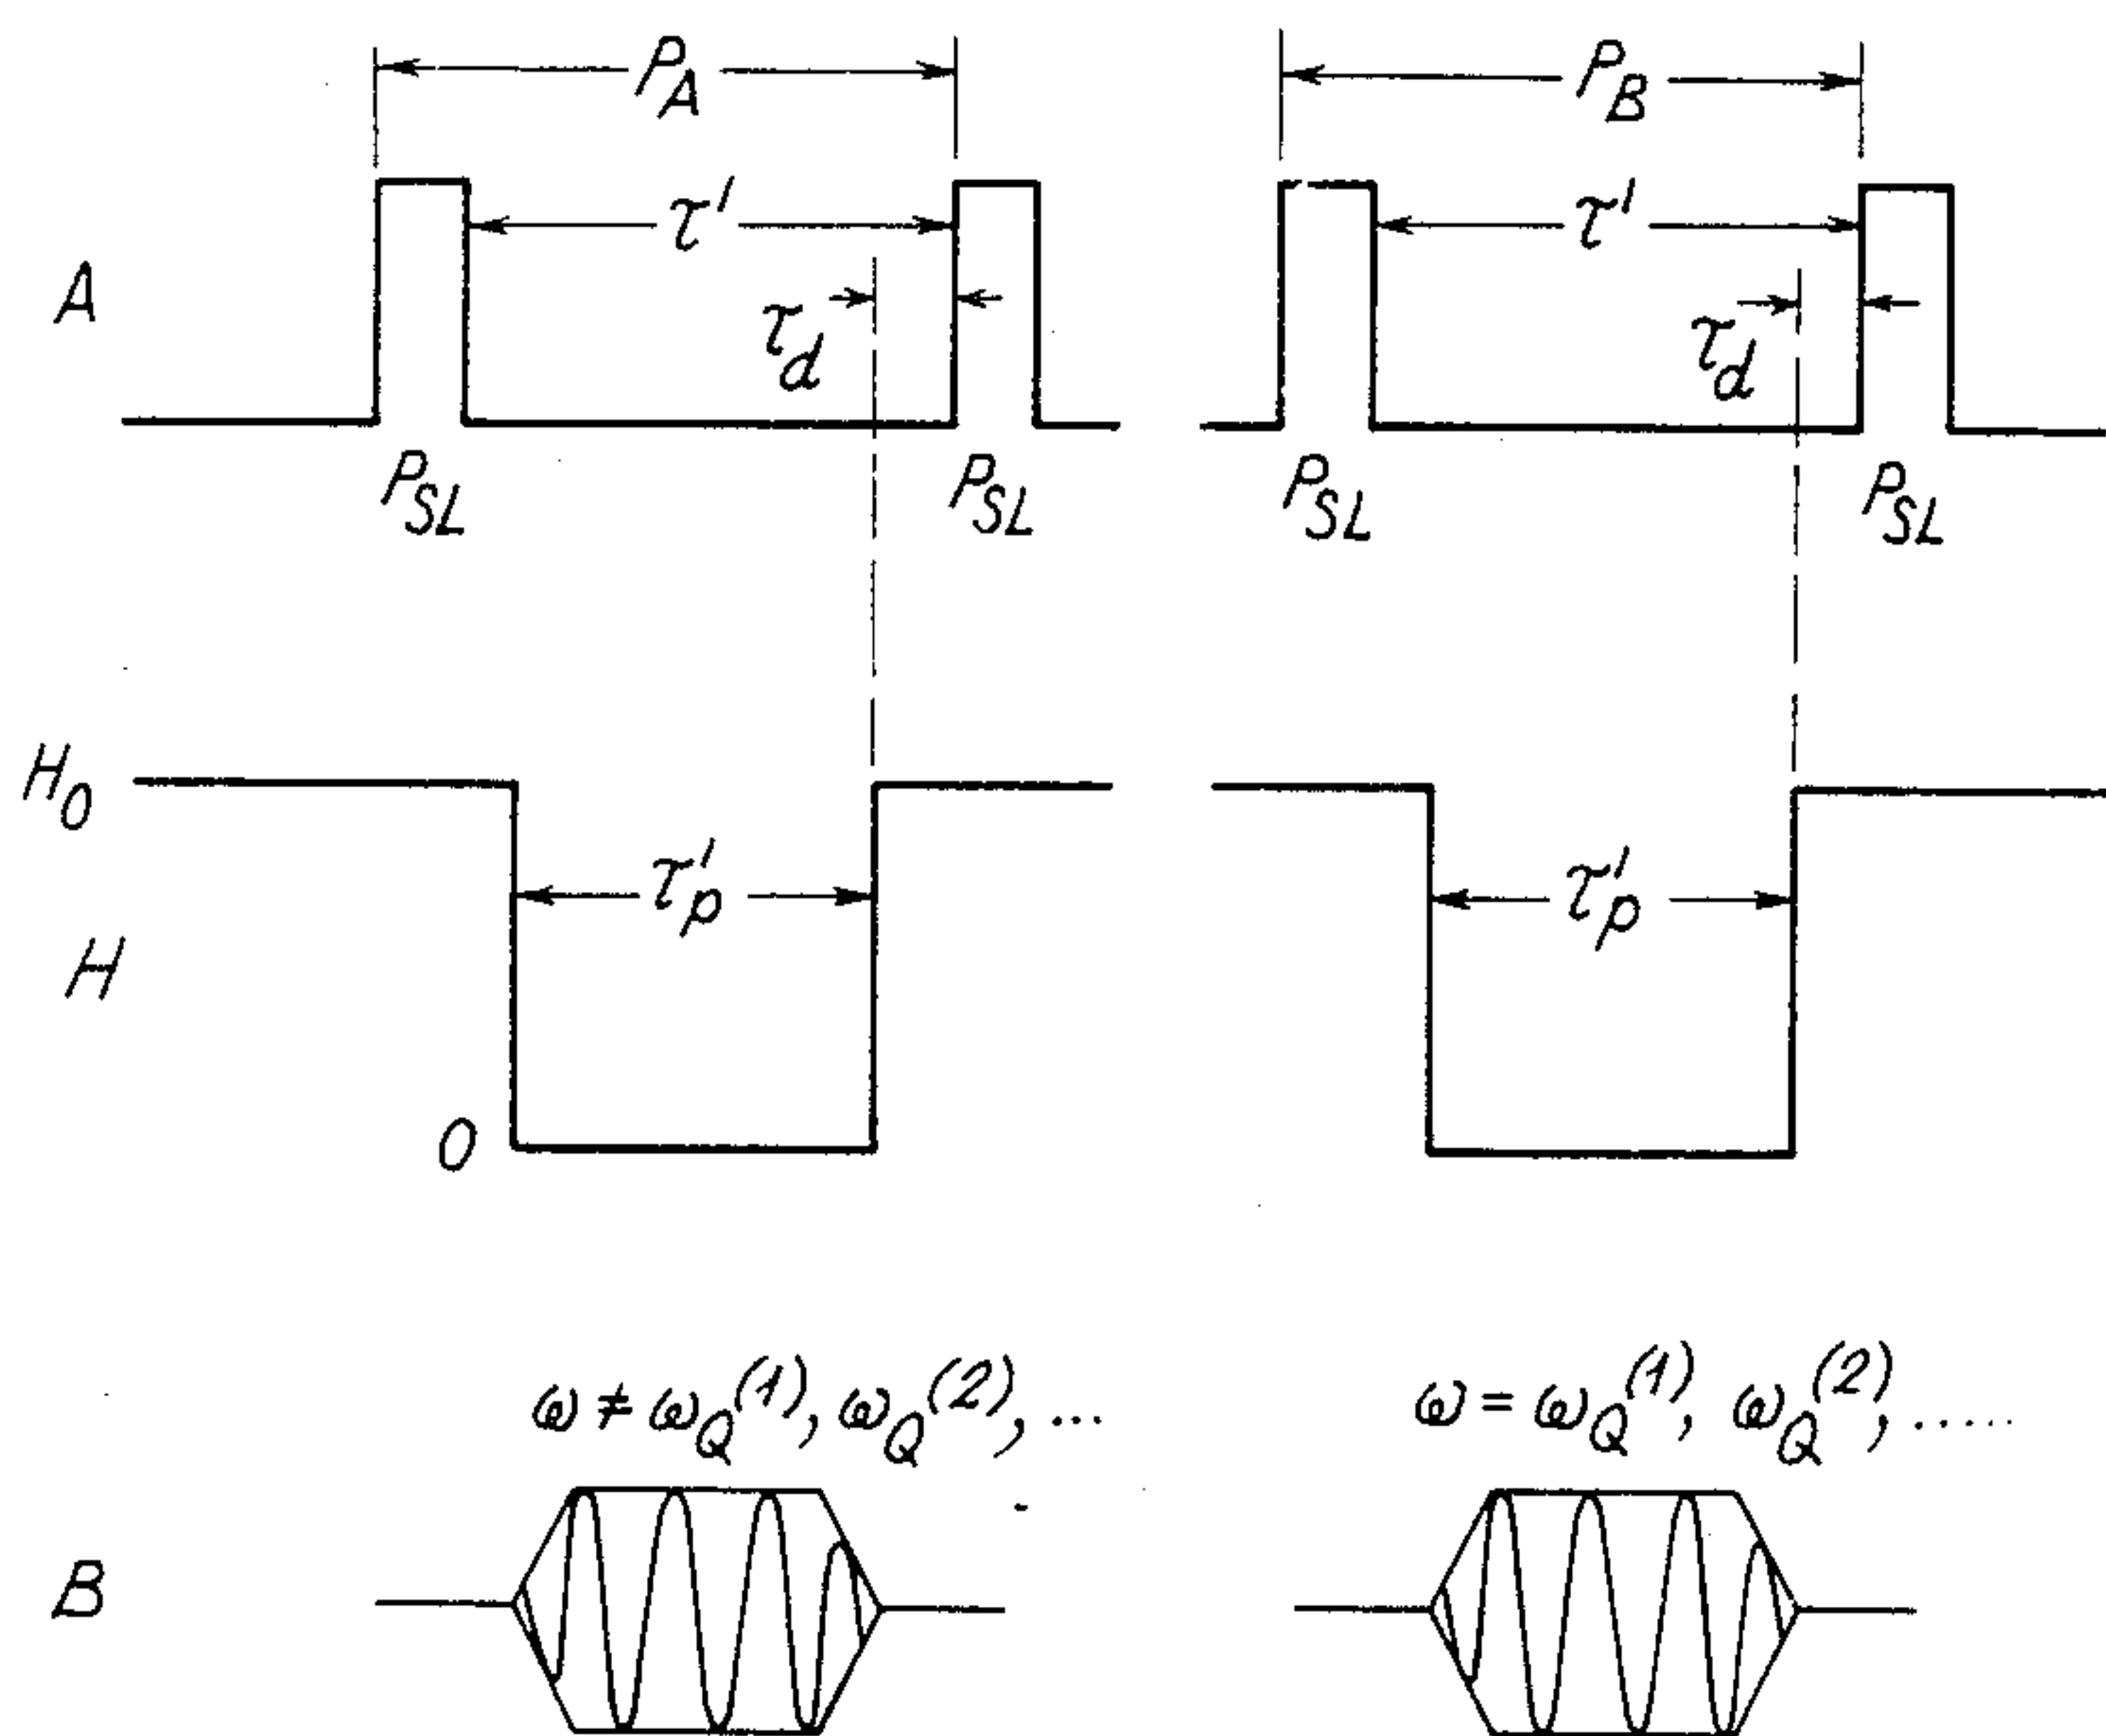 P_A P_B
τ' τ'
A τ_d τ_d
P_SL P_SL P_SL P_SL
H_0
τ'_p τ'_p
H
0
ω ≠ ω_Q^(1), ω_Q^(2), ... ω = ω_Q^(1), ω_Q^(2), .....
B